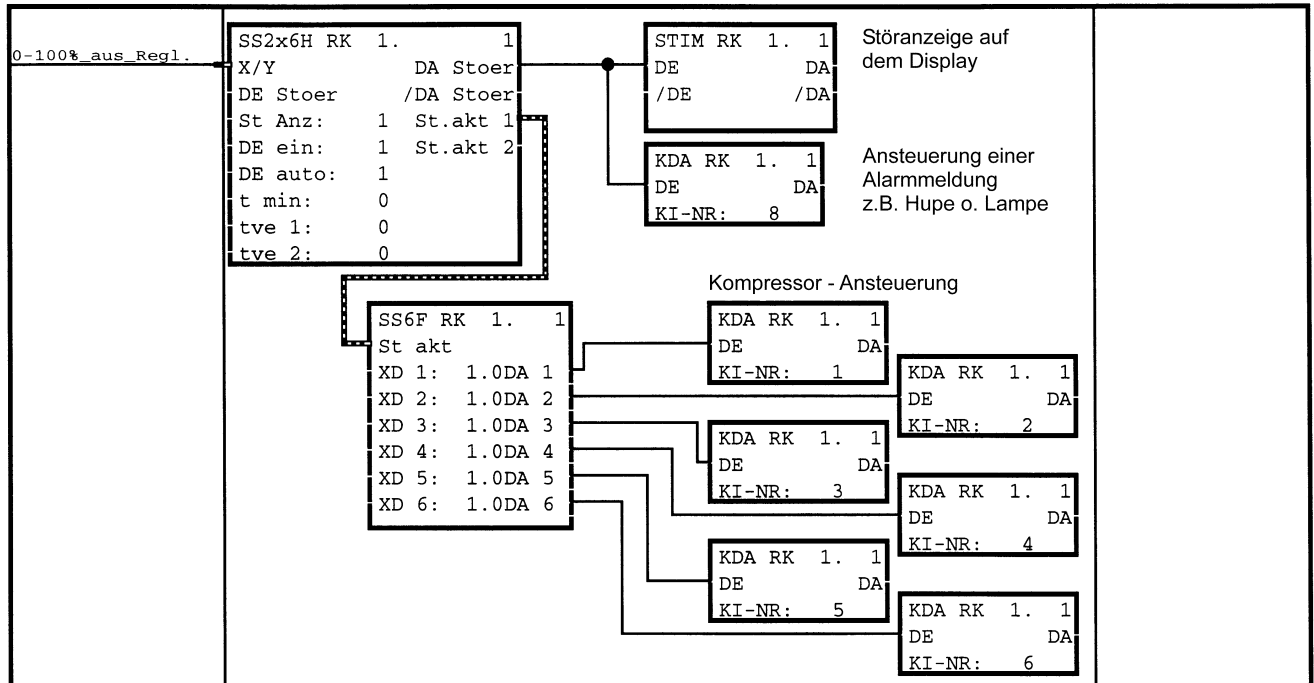 0-100%_aus_Regl.
SS2x6H RK 1. 1
X/Y DA Stoer
DE Stoer /DA Stoer
St Anz: 1 St.akt 1
DE ein: 1 St.akt 2
DE auto: 1
t min: 0
tve 1: 0
tve 2: 0
STIM RK 1. 1
DE DA
/DE /DA
Störanzeige auf
dem Display
KDA RK 1. 1
DE DA
KI-NR: 8
Ansteuerung einer
Alarmmeldung
z.B. Hupe o. Lampe
Kompressor - Ansteuerung
SS6F RK 1. 1
St akt
XD 1: 1.0DA 1
XD 2: 1.0DA 2
XD 3: 1.0DA 3
XD 4: 1.0DA 4
XD 5: 1.0DA 5
XD 6: 1.0DA 6
KDA RK 1. 1
DE DA
KI-NR: 1
KDA RK 1. 1
DE DA
KI-NR: 2
KDA RK 1. 1
DE DA
KI-NR: 3
KDA RK 1. 1
DE DA
KI-NR: 4
KDA RK 1. 1
DE DA
KI-NR: 5
KDA RK 1. 1
DE DA
KI-NR: 6